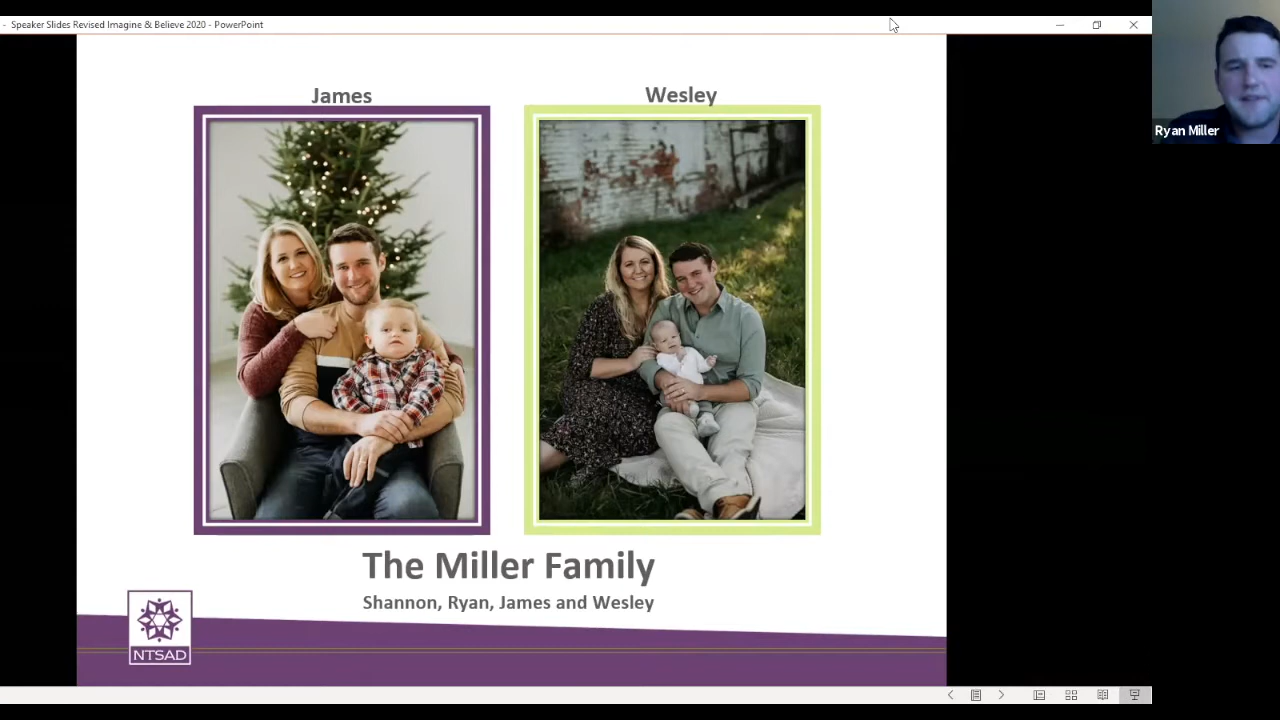 - Speaker Slides Revised Imagine & Believe 2020 - PowerPoint
Ryan Miller
James
Wesley
The Miller Family
Shannon, Ryan, James and Wesley
NTSAD